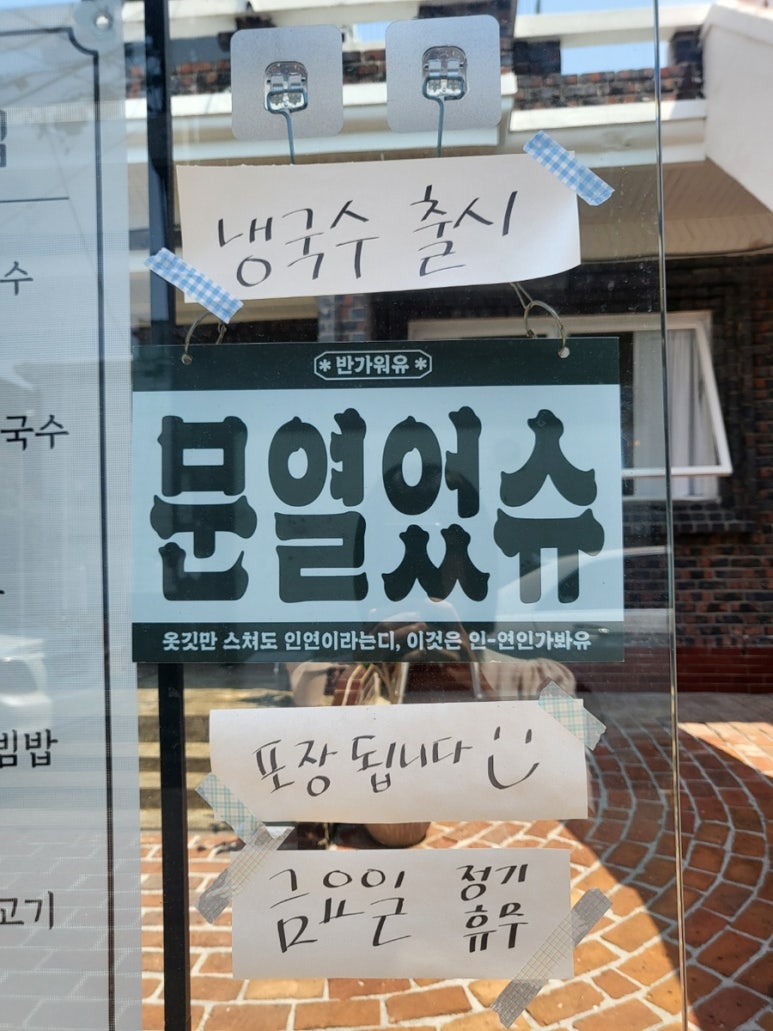 냉국수 출시
*반가워유*
문열었슈
옷깃만 스쳐도 인연이라는디, 이것은 인-연인가봐유
포장 됩니다 :)
금요일 정기
휴무
수
국수
빔밥
고기